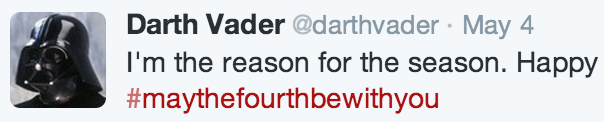 Darth Vader @darthvader · May 4
I'm the reason for the season. Happy
#maythefourthbewithyou